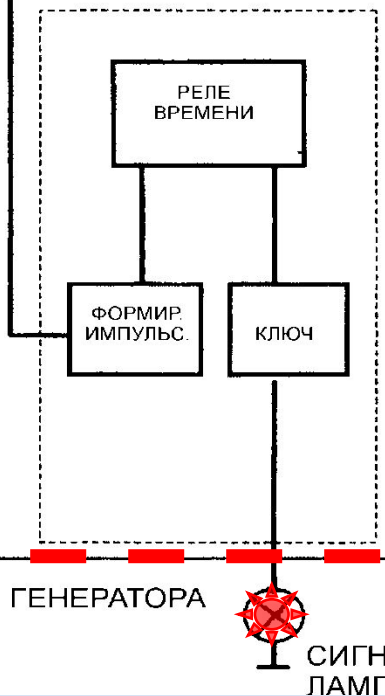 РЕЛЕ
ВРЕМЕНИ
ФОРМИР.
ИМПУЛЬС.
КЛЮЧ
ГЕНЕРАТОРА
СИГН
ЛАМП